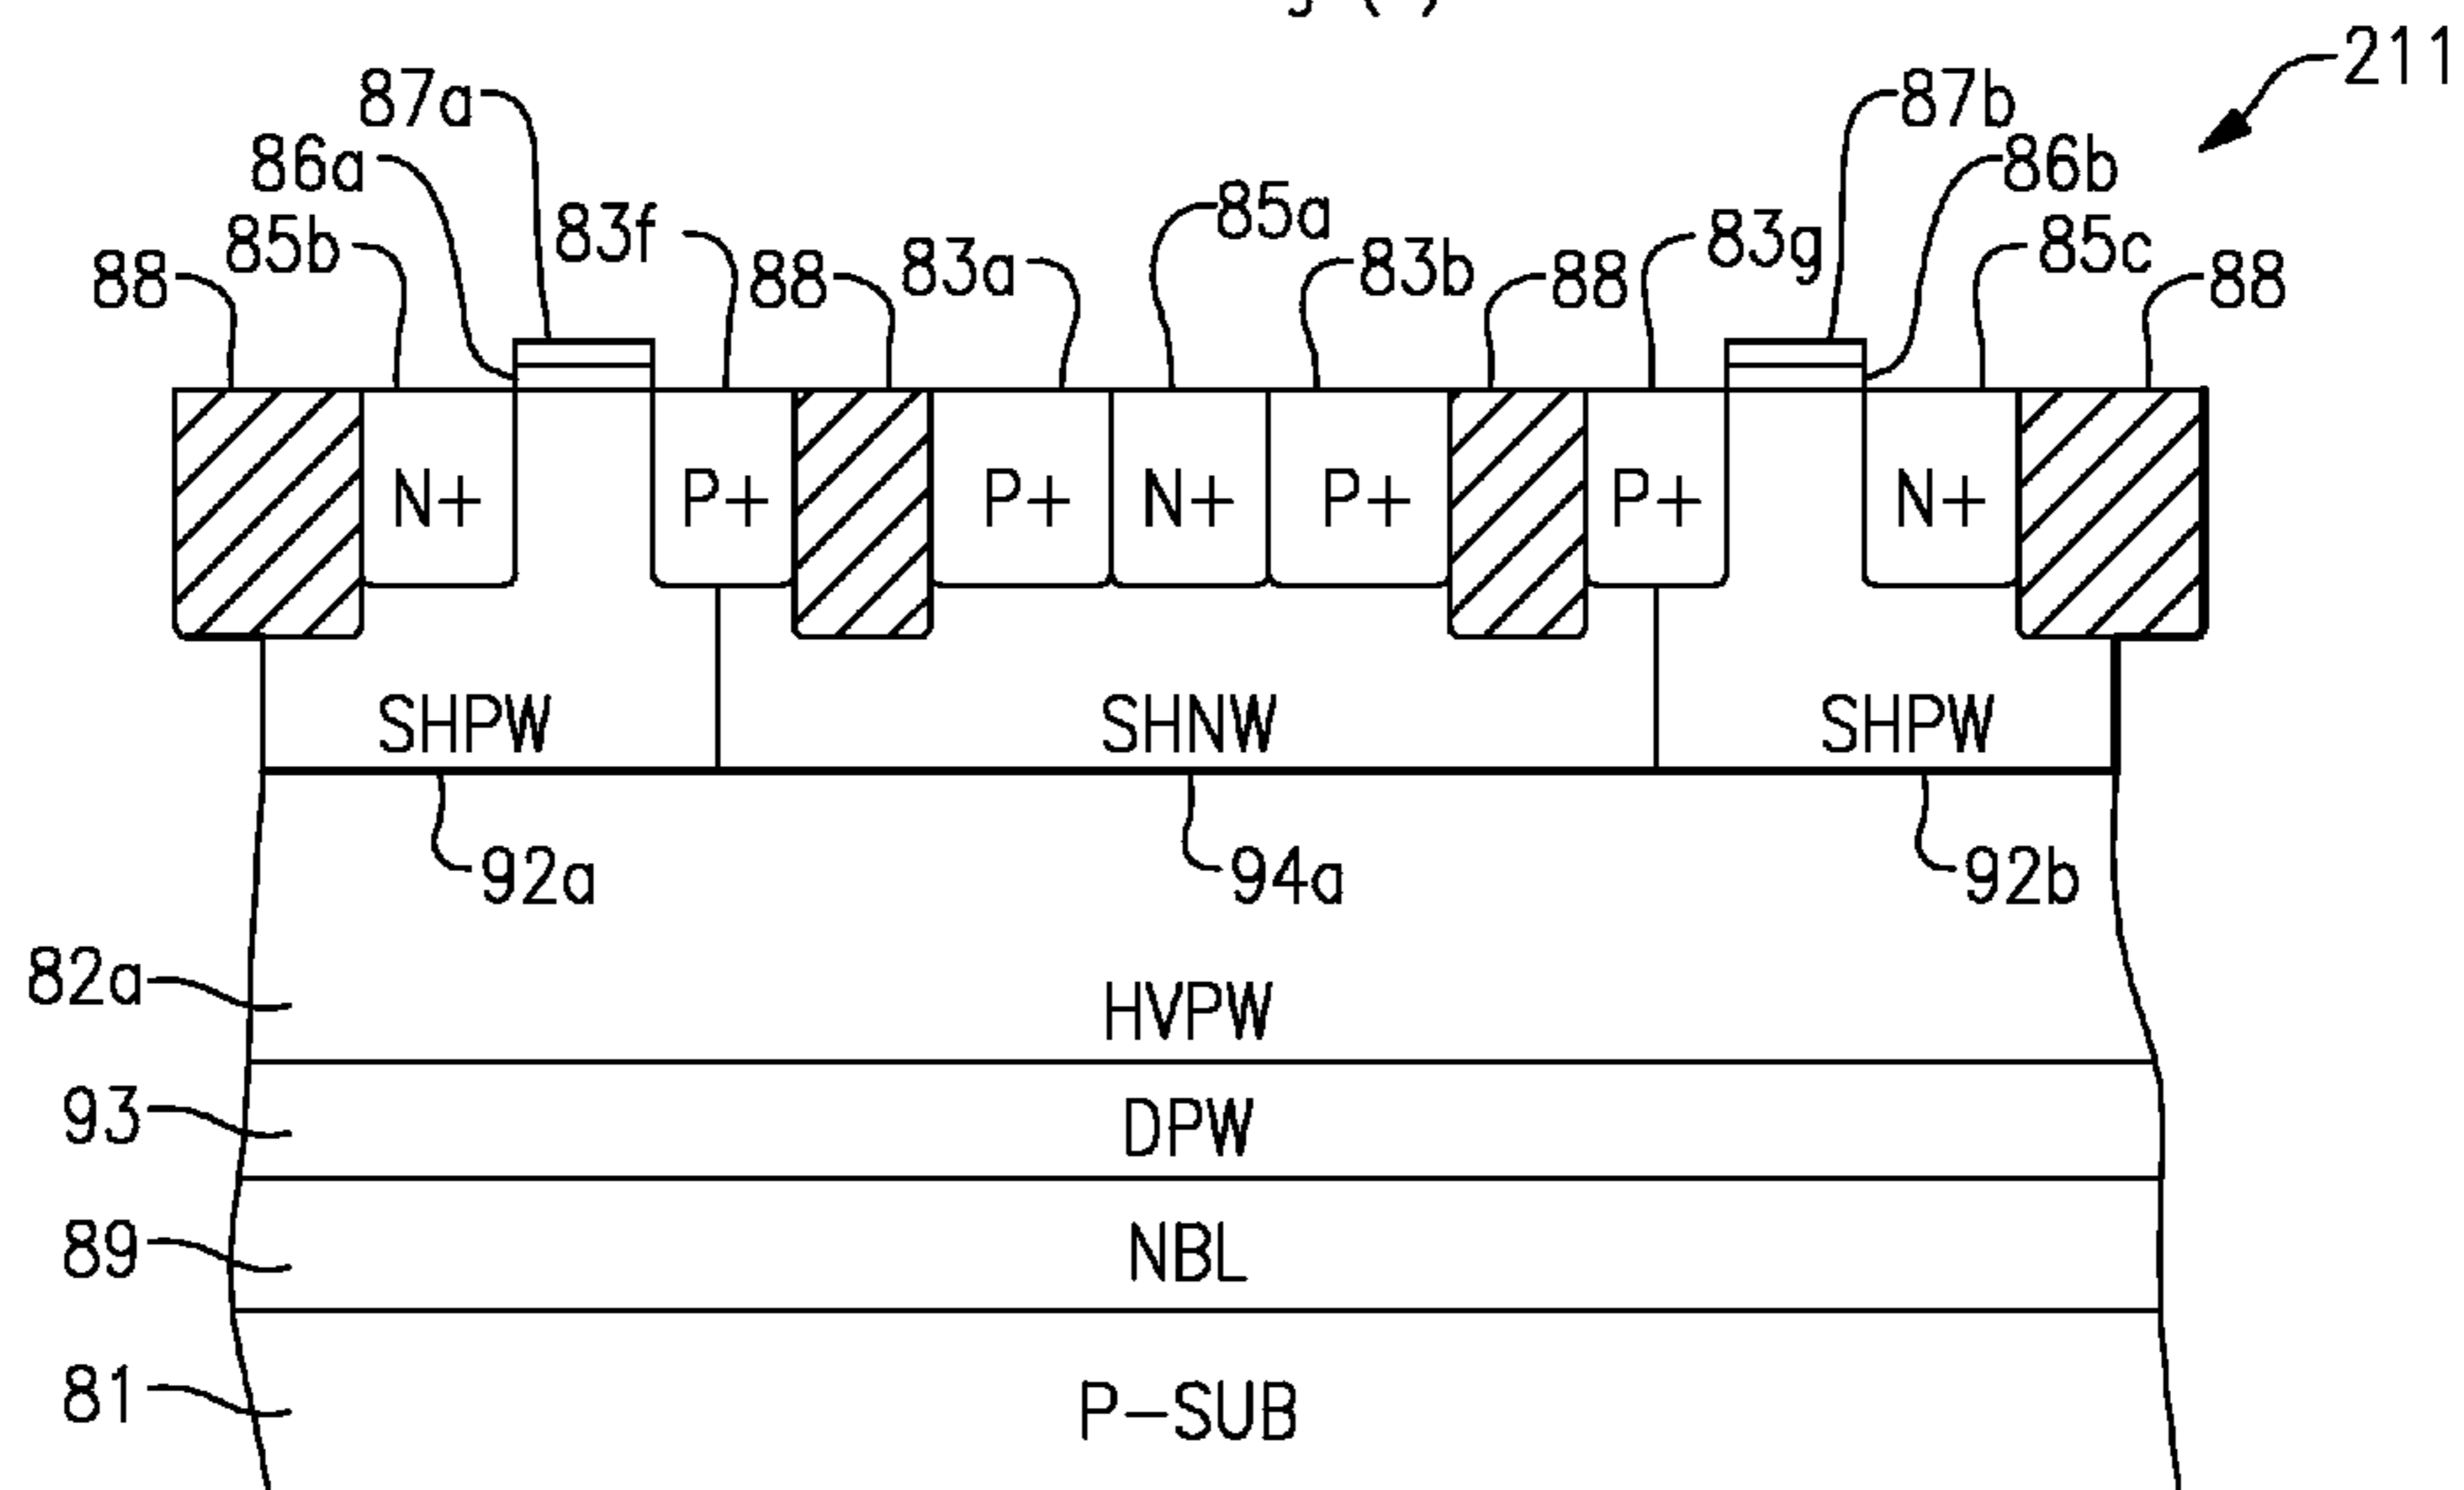 211
87a 87b
86a 86b
85b 83f 85a 83g 85c
88 88 83a 83b 88 88
N+ P+ P+ N+ P+ P+ N+
SHPW SHNW SHPW
92a 94a 92b
82a HVPW
93 DPW
89 NBL
81 P-SUB